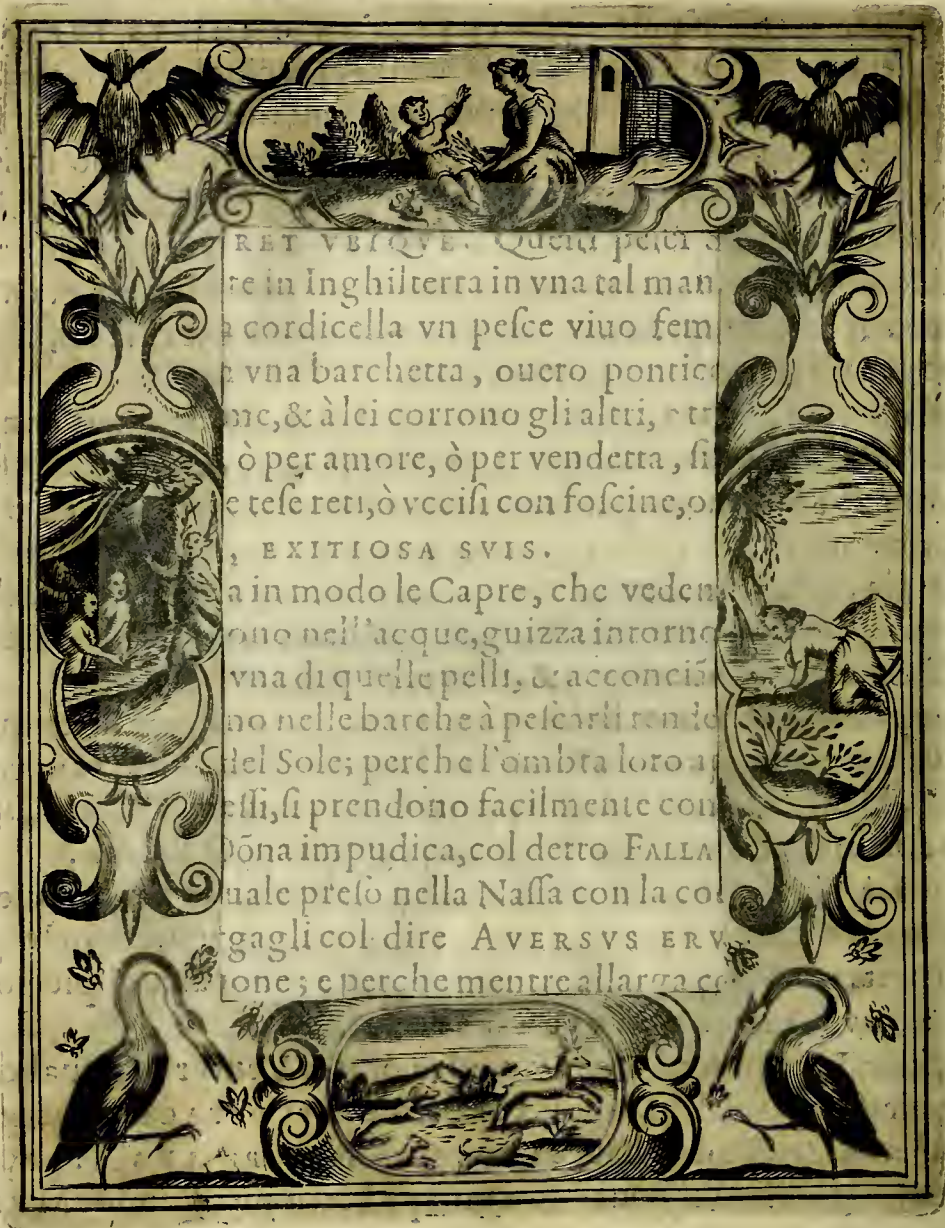 RET VBIQVE. Queſti peſci
re in Inghilterra in vna tal man
cordicella vn peſce viuo fem
vna barchetta, ouero pontic
ne,& à lei corrono gli altri,
ò per amore, ò per vendetta, ſi
e teſe reti,ò vcciſi con foſcine,o
, EXITIOSA SVIS.
a in modo le Capre, che veden
ono nell'acque,guizza intorno
vna di quelle pelli, & acconciã
no nelle barche à peſcarli
del Sole; perche l'ombra loro
eſſi,ſi prendono facilmente con
Dõna impudica,col detto FALLA
uale preſo nella Naſſa con la co
gagli col dire AVERSVS ERV
one; e perche mentre allarga